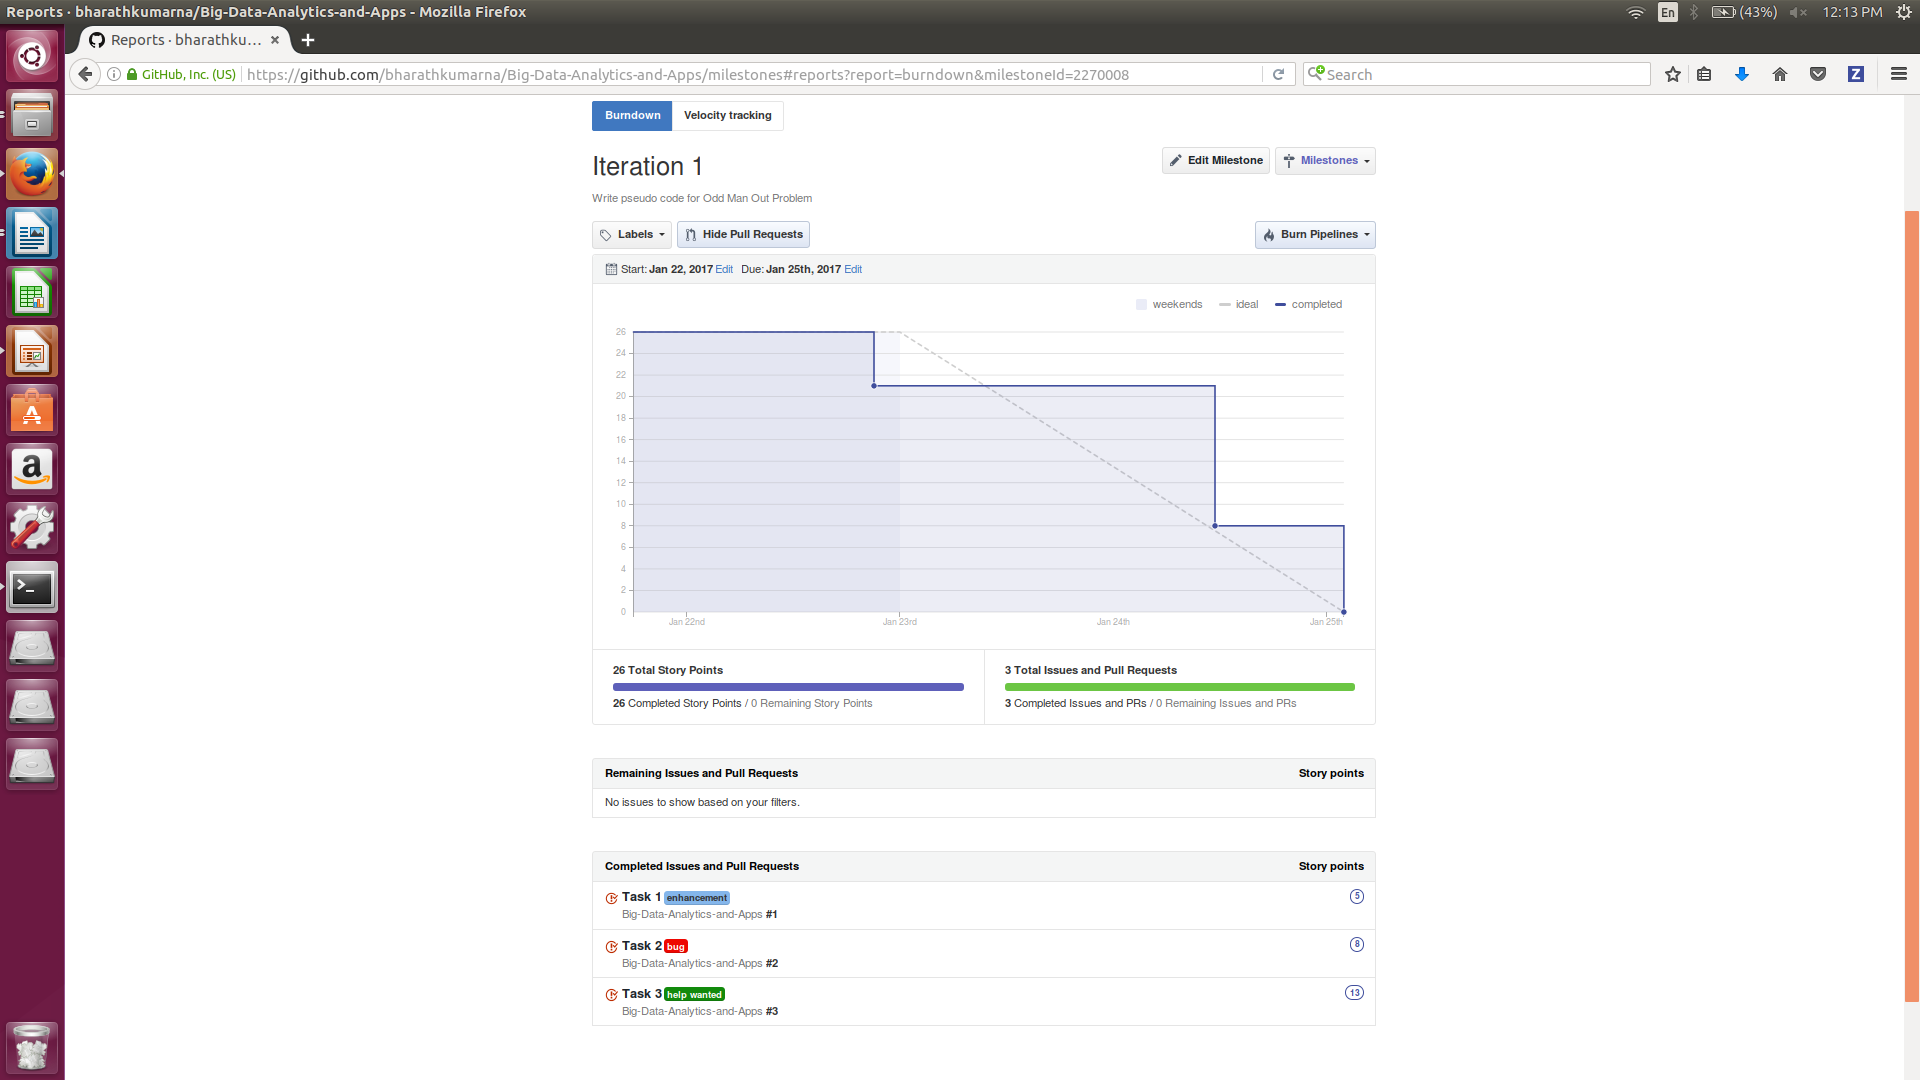 Reports · bharathkumarna/Big-Data-Analytics-and-Apps - Mozilla Firefox
En
(43%)
12:13 PM
Reports · bharathku...
GitHub, Inc. (US)
https://github.com/bharathkumarna/Big-Data-Analytics-and-Apps/milestones#reports?report=burndown&milestoneId=2270008
Search
Z
Burndown
Velocity tracking
Iteration 1
Edit Milestone
Milestones
Write pseudo code for Odd Man Out Problem
Labels
Hide Pull Requests
Burn Pipelines
Start: Jan 22, 2017 Edit Due: Jan 25th, 2017 Edit
weekends
ideal
completed
26
24
22
20
18
16
14
12
10
8
6
4
2
0
Jan 22nd
Jan 23rd
Jan 24th
Jan 25th
26 Total Story Points
26 Completed Story Points / 0 Remaining Story Points
3 Total Issues and Pull Requests
3 Completed Issues and PRs / 0 Remaining Issues and PRs
Remaining Issues and Pull Requests
Story points
No issues to show based on your filters.
Completed Issues and Pull Requests
Story points
Task 1 enhancement
5
Big-Data-Analytics-and-Apps #1
Task 2 bug
8
Big-Data-Analytics-and-Apps #2
Task 3 help wanted
13
Big-Data-Analytics-and-Apps #3